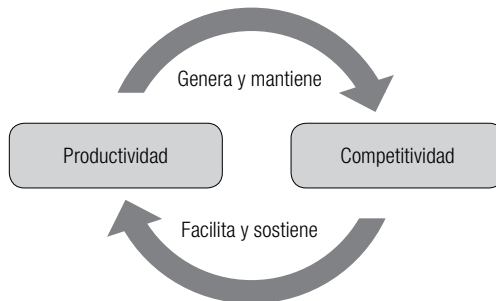 Genera y mantiene
Productividad
Competitividad
Facilita y sostiene